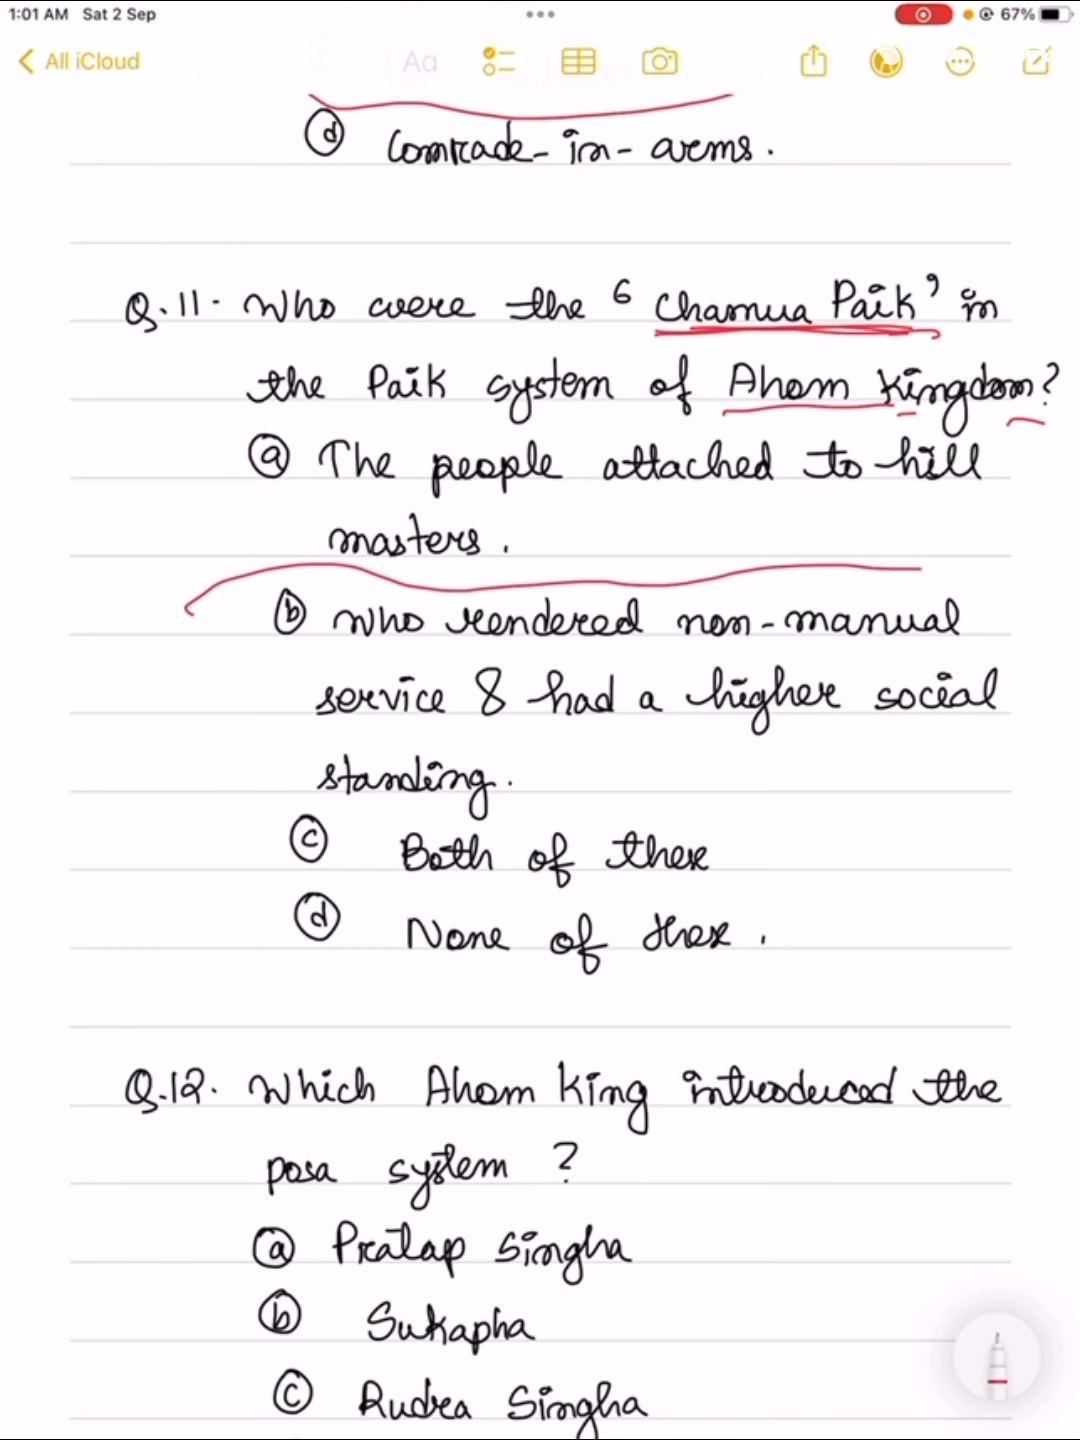 1:01 AM Sat 2 Sep
67%
All iCloud
Aa
(d) Comrade-in-arms.
Q.11. Who were the 'Chamua Paik' in
the Paik system of Ahom Kingdom?
(a) The people attached to hill
masters.
(b) Who rendered non-manual
service & had a higher social
standing.
(c) Both of these
(d) None of these.
Q.12. Which Ahom King introduced the
posa system?
(a) Pratap Singha
(b) Sukapha
(c) Rudra Singha